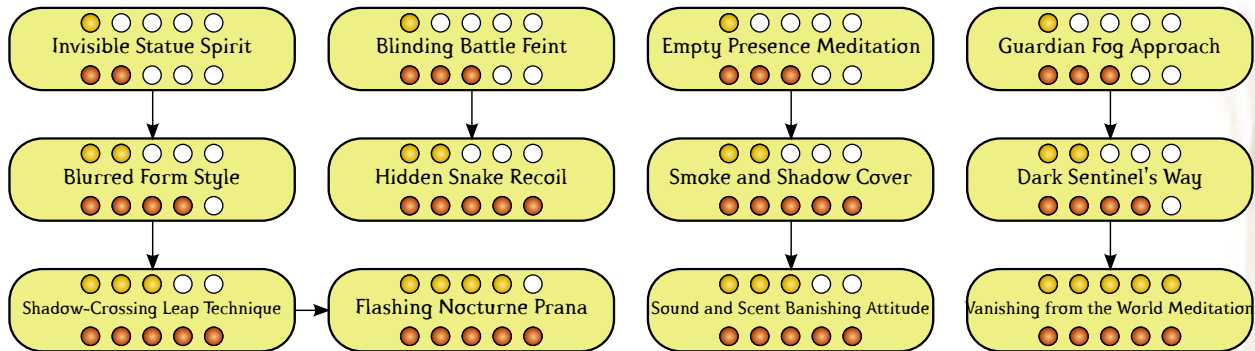 Invisible Statue Spirit
Blinding Battle Feint
Empty Presence Meditation
Guardian Fog Approach
Blurred Form Style
Hidden Snake Recoil
Smoke and Shadow Cover
Dark Sentinel's Way
Shadow-Crossing Leap Technique
Flashing Nocturne Prana
Sound and Scent Banishing Attitude
Vanishing from the World Meditation